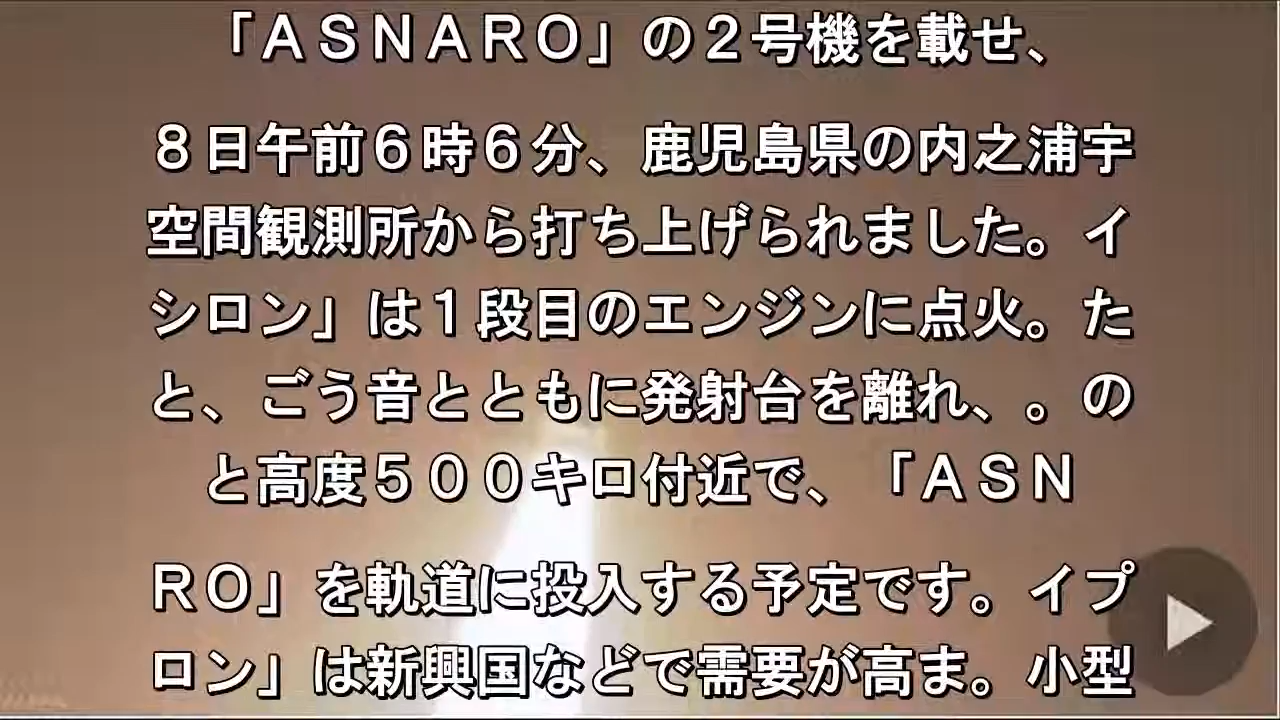 「ＡＳＮＡＲＯ」の２号機を載せ、
８日午前６時６分、鹿児島県の内之浦宇
空間観測所から打ち上げられました。イ
シロン」は１段目のエンジンに点火。た
と、ごう音とともに発射台を離れ、。の
と高度５００キロ付近で、「ＡＳＮ
ＲＯ」を軌道に投入する予定です。イプ
ロン」は新興国などで需要が高ま。小型